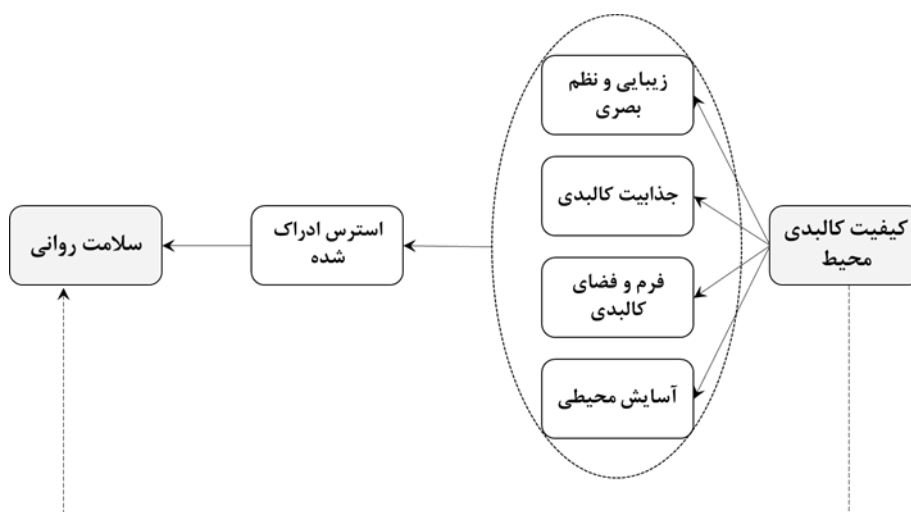 کیفیت کالبدی
محیط
زیبایی و نظم
بصری
جذابیت کالبدی
فرم و فضای
کالبدی
آسایش محیطی
استرس ادراک
شده
سلامت روانی